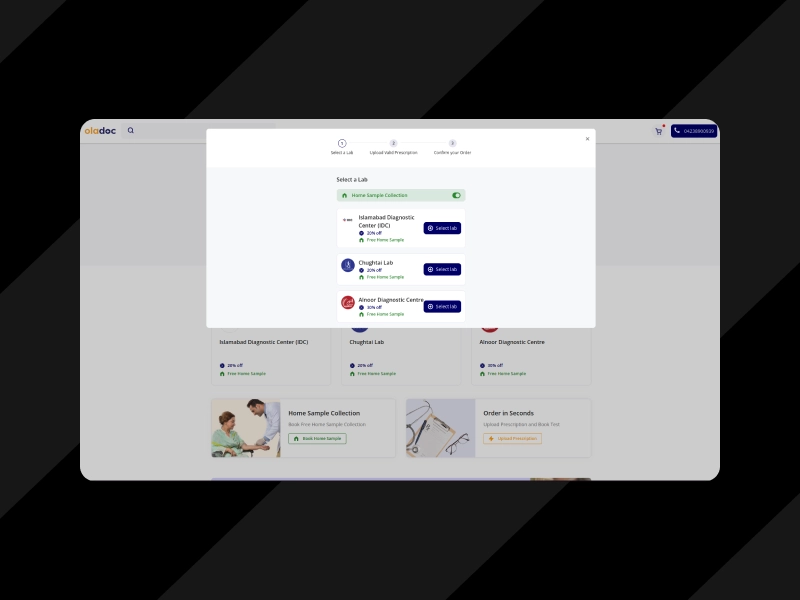 oladoc
04238900939
1
2
3
Select a Lab
Upload Valid Prescription
Confirm your Order
Select a Lab
Home Sample Collection
Islamabad Diagnostic
Center (IDC)
20% off
Free Home Sample
Select lab
Chughtai Lab
20% off
Free Home Sample
Select lab
Alnoor Diagnostic Centre
30% off
Free Home Sample
Select lab
Islamabad Diagnostic Center (IDC)
20% off
Free Home Sample
Chughtai Lab
20% off
Free Home Sample
Alnoor Diagnostic Centre
30% off
Free Home Sample
Home Sample Collection
Book Free Home Sample Collection
Book Home Sample
Order in Seconds
Upload Prescription and Book Test
Upload Prescription